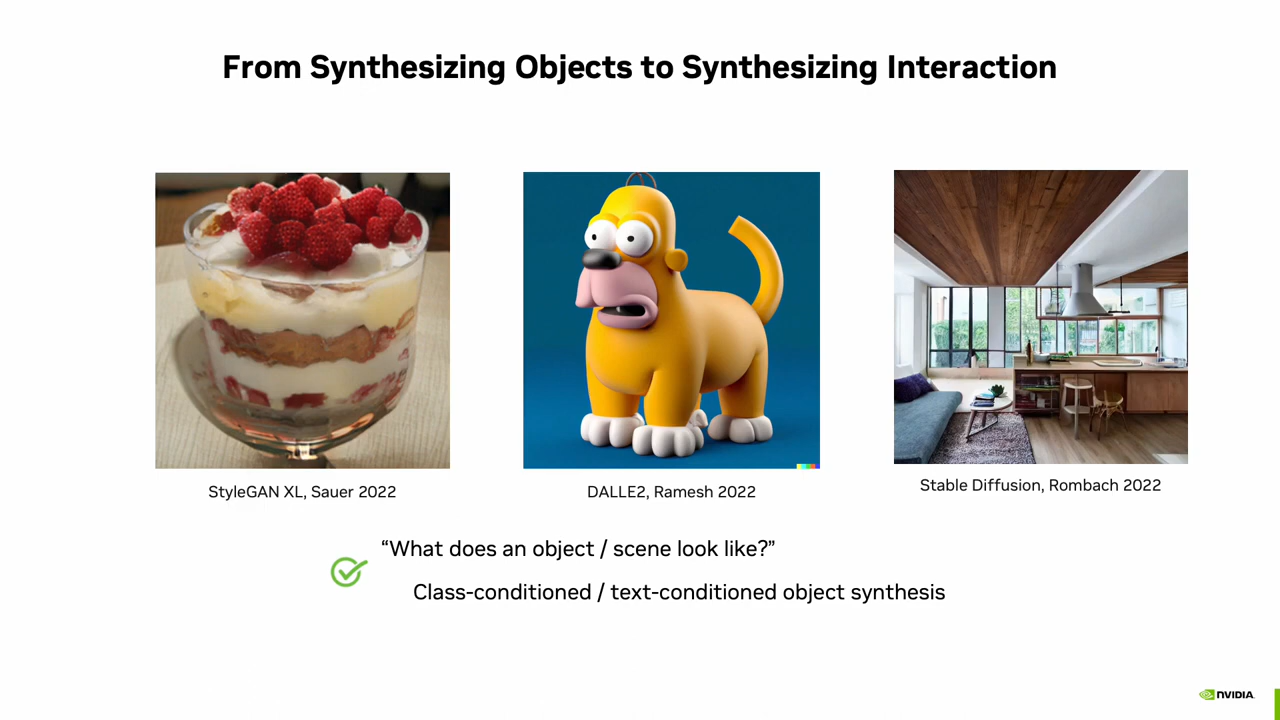 From Synthesizing Objects to Synthesizing Interaction
StyleGAN XL, Sauer 2022
DALLE2, Ramesh 2022
Stable Diffusion, Rombach 2022
“What does an object / scene look like?”
Class-conditioned / text-conditioned object synthesis
NVIDIA